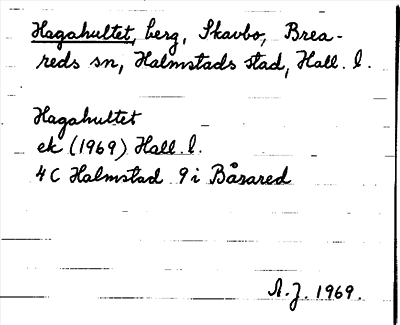 Hagahultet, berg, Skavbo, Brea-
reds sn, Halmstads stad, Hall. l.
Hagahultet
ek (1969) Hall. l.
4C Halmstad 9i Båsared
A.J. 1969.